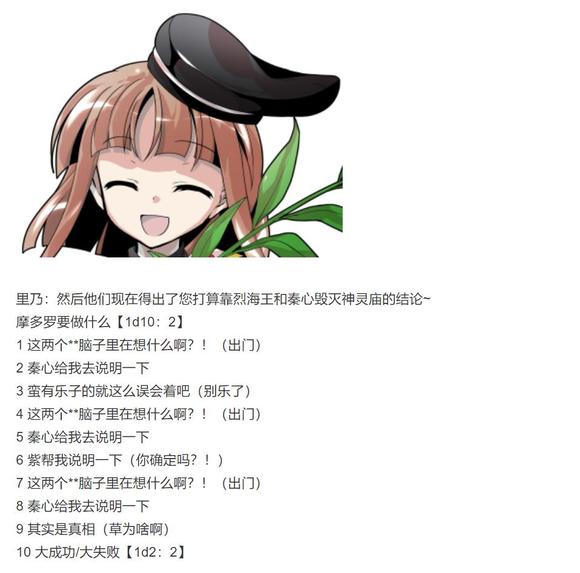 里乃：然后他们现在得出了您打算靠烈海王和秦心毁灭神灵庙的结论~
摩多罗要做什么【1d10：2】
1 这两个**脑子里在想什么啊？！（出门）
2 秦心给我去说明一下
3 蛮有乐子的就这么误会着吧（别乐了）
4 这两个**脑子里在想什么啊？！（出门）
5 秦心给我去说明一下
6 紫帮我说明一下（你确定吗？！）
7 这两个**脑子里在想什么啊？！（出门）
8 秦心给我去说明一下
9 其实是真相（草为啥啊）
10 大成功/大失败【1d2：2】